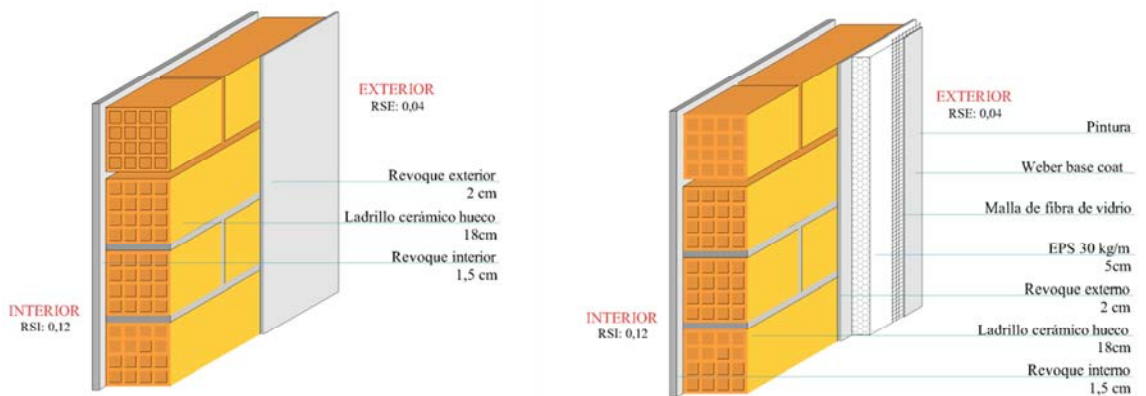 EXTERIOR
RSE: 0,04
Revoque exterior
2 cm
Ladrillo cerámico hueco
18cm
Revoque interior
1,5 cm
INTERIOR
RSI: 0,12
EXTERIOR
RSE: 0,04
Pintura
Weber base coat
Malla de fibra de vidrio
EPS 30 kg/m
5cm
Revoque externo
2 cm
INTERIOR
RSI: 0,12
Ladrillo cerámico hueco
18cm
Revoque interno
1,5 cm